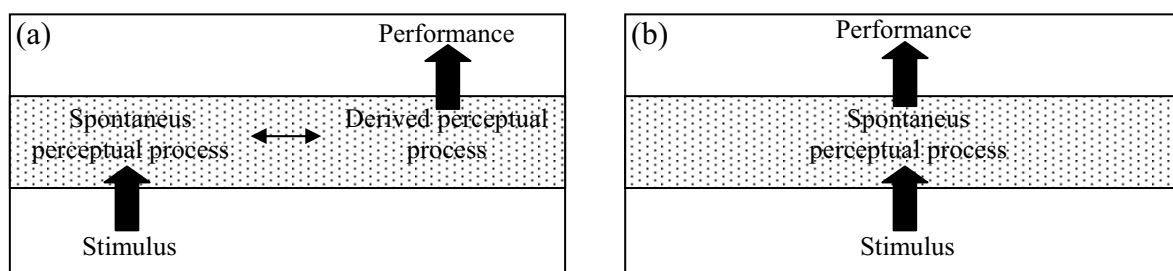 (a)
Performance
Spontaneus
perceptual process
Derived perceptual
process
Stimulus
(b)
Performance
Spontaneus
perceptual process
Stimulus